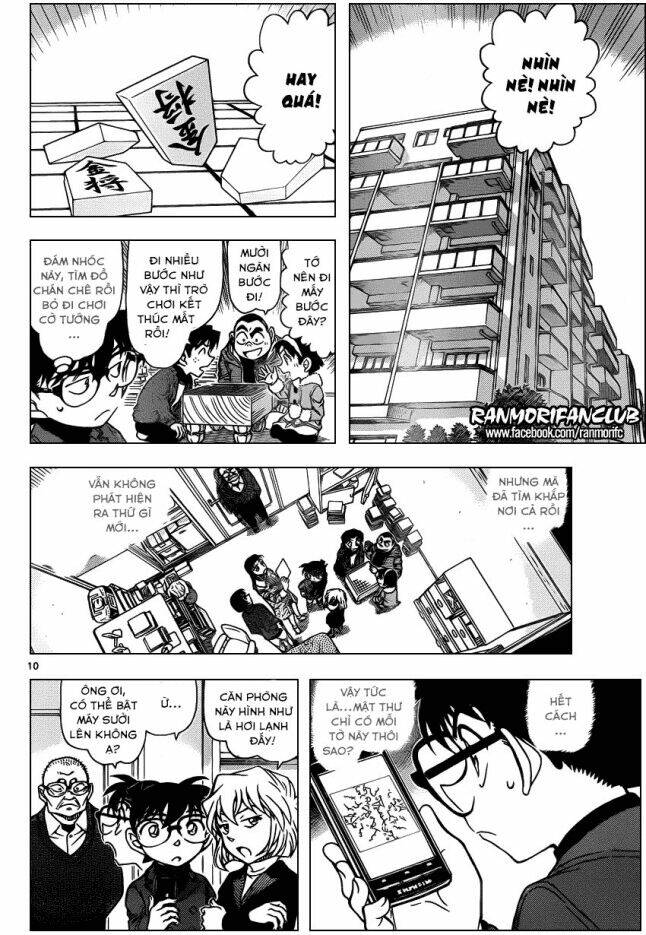 NHÌN
NÈ! NHÌN
NÈ!
HAY
QUÁ!
金将
金将
RANMORIFANCLUB
www.facebook.com/ranmorifc
TỚ
NÊN ĐI
MẤY
BƯỚC
ĐÂY?
MƯỜI
NGÀN
BƯỚC
ĐI!
ĐI NHIỀU
BƯỚC NHƯ
VẬY THÌ TRÒ
CHƠI KẾT
THÚC MẤT
RỒI!
ĐÁM NHÓC
NÀY, TÌM ĐỒ
CHÁN CHÊ RỒI
BỎ ĐI CHƠI
CỜ TƯỚNG
...
NHƯNG MÀ
ĐÃ TÌM KHẮP
NƠI CẢ RỒI
...
VẪN KHÔNG
PHÁT HIỆN
RA THỨ GÌ
MỚI...
10
HẾT
CÁCH ...
VẬY TỨC
LÀ...MẬT THƯ
CHỈ CÓ MỖI
TỜ NÀY THÔI
SAO?
CĂN PHÒNG
NÀY HÌNH NHƯ
LÀ HƠI LẠNH
ĐẤY!
Ừ...
ÔNG ƠI,
CÓ THỂ BẬT
MÁY SƯỞI
LÊN KHÔNG
Ạ?